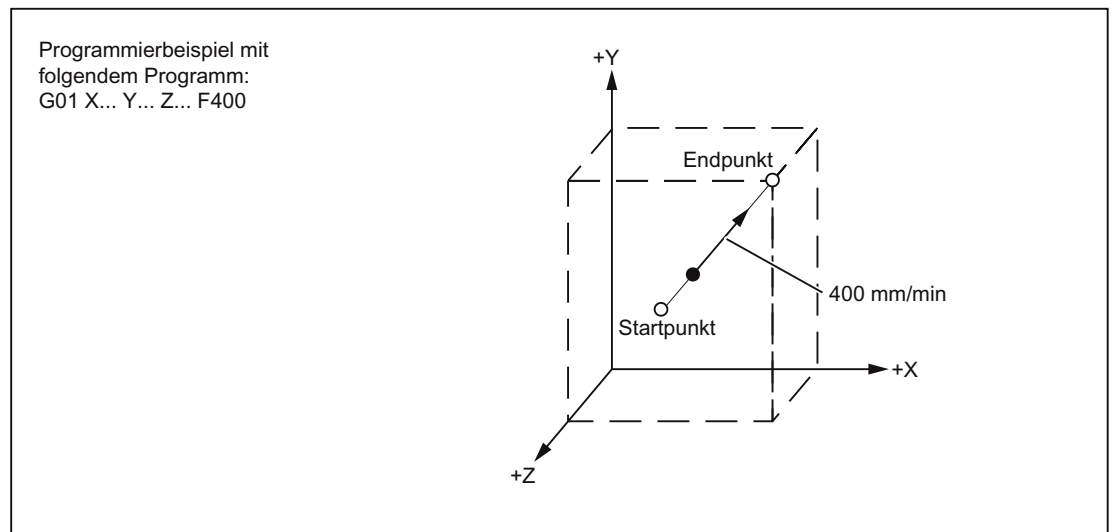 Programmierbeispiel mit
folgendem Programm:
G01 X... Y... Z... F400
+Y
Endpunkt
400 mm/min
Startpunkt
+X
+Z